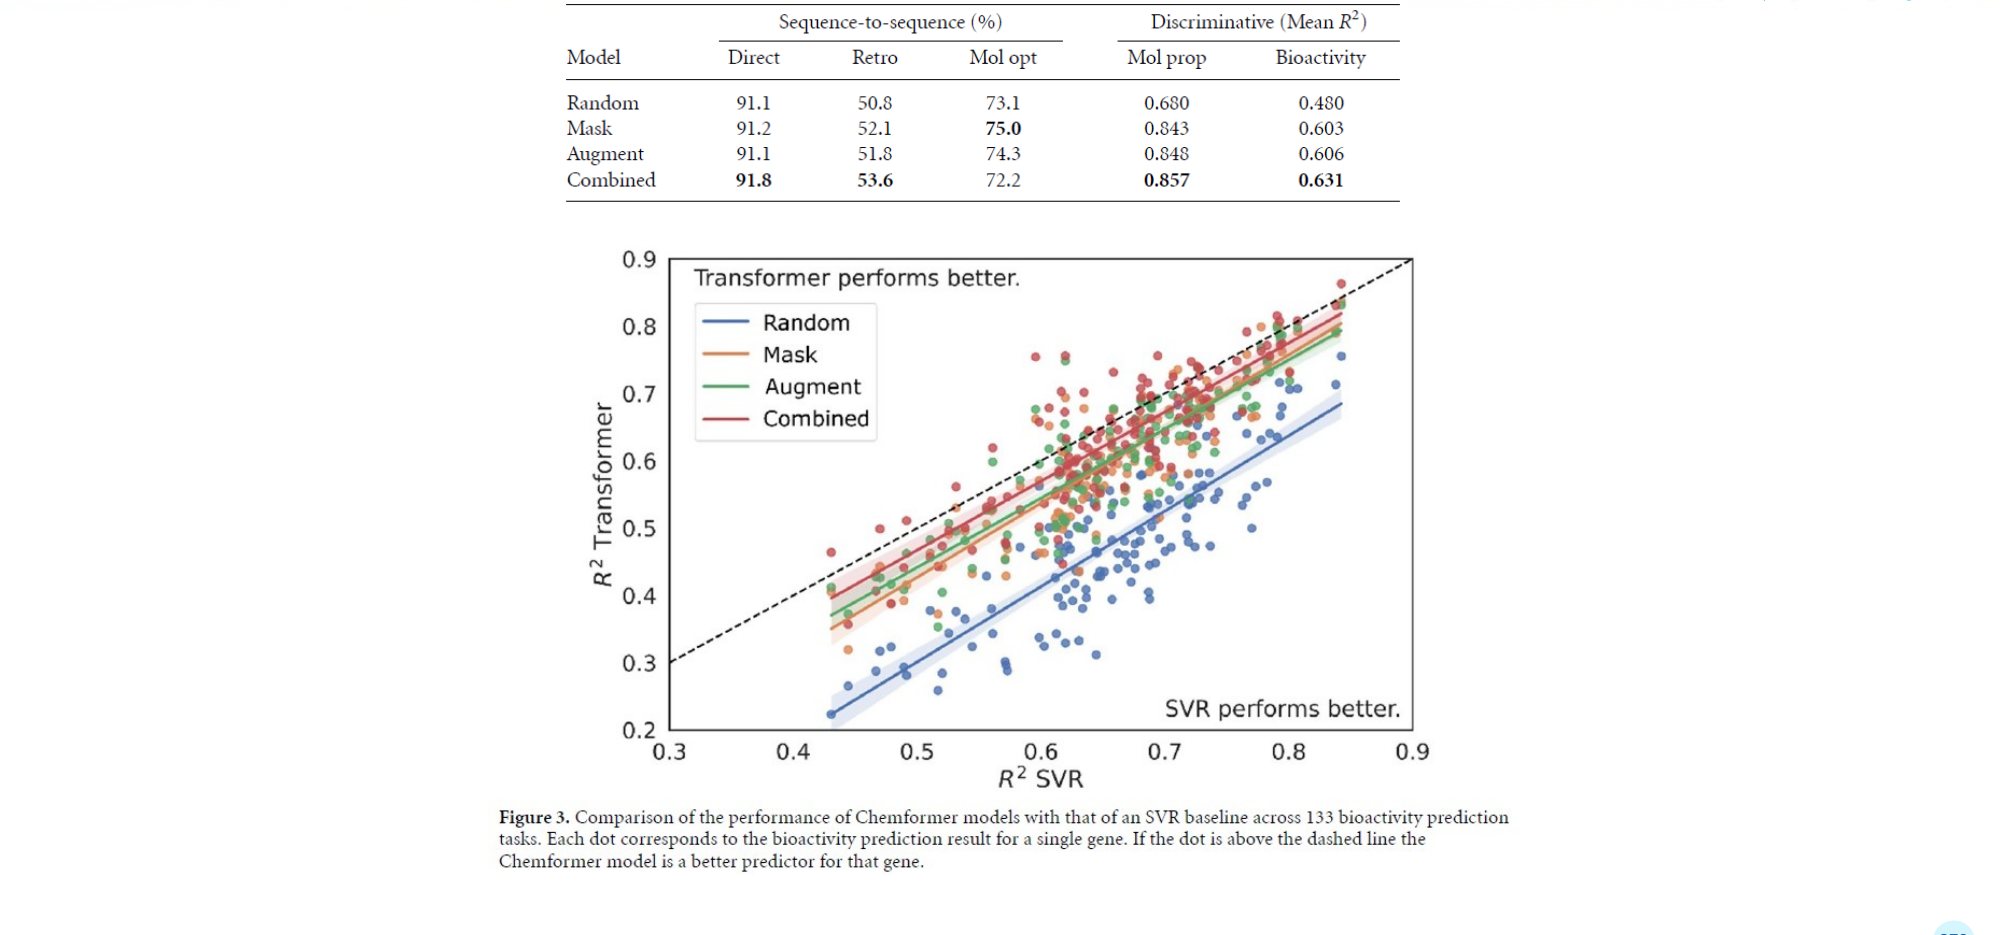 Sequence-to-sequence (%) Discriminative (Mean R²)
Model Direct Retro Mol opt Mol prop Bioactivity
Random 91.1 50.8 73.1 0.680 0.480
Mask 91.2 52.1 75.0 0.843 0.603
Augment 91.1 51.8 74.3 0.848 0.606
Combined 91.8 53.6 72.2 0.857 0.631
Transformer performs better.
Random
Mask
Augment
Combined
SVR performs better.
R² Transformer
0.9
0.8
0.7
0.6
0.5
0.4
0.3
0.2
0.3 0.4 0.5 0.6 0.7 0.8 0.9
R² SVR
Figure 3. Comparison of the performance of Chemformer models with that of an SVR baseline across 133 bioactivity prediction
tasks. Each dot corresponds to the bioactivity prediction result for a single gene. If the dot is above the dashed line the
Chemformer model is a better predictor for that gene.